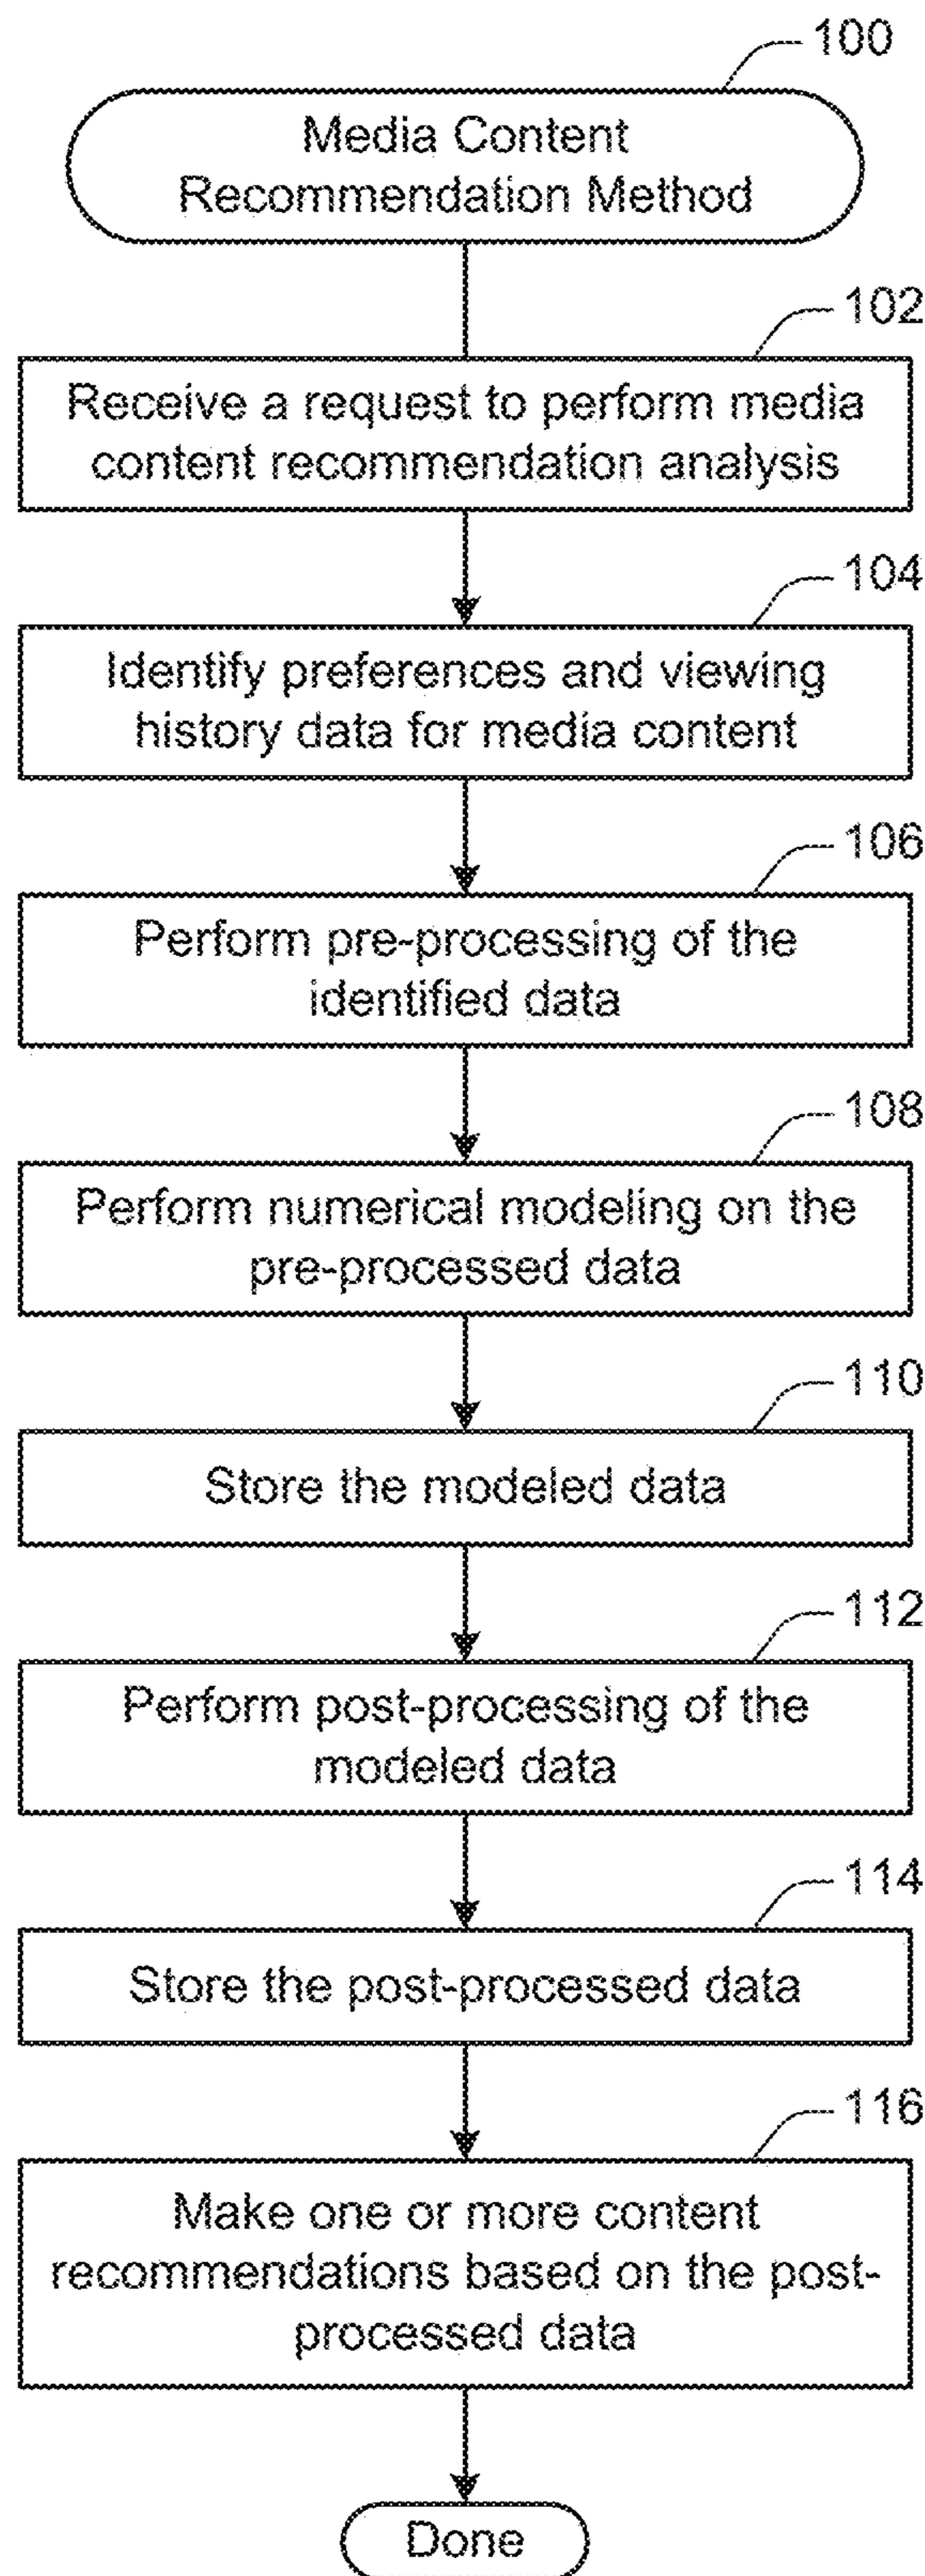 100
Media Content
Recommendation Method
102
Receive a request to perform media
content recommendation analysis
104
Identify preferences and viewing
history data for media content
106
Perform pre-processing of the
identified data
108
Perform numerical modeling on the
pre-processed data
110
Store the modeled data
112
Perform post-processing of the
modeled data
114
Store the post-processed data
116
Make one or more content
recommendations based on the post-
processed data
Done